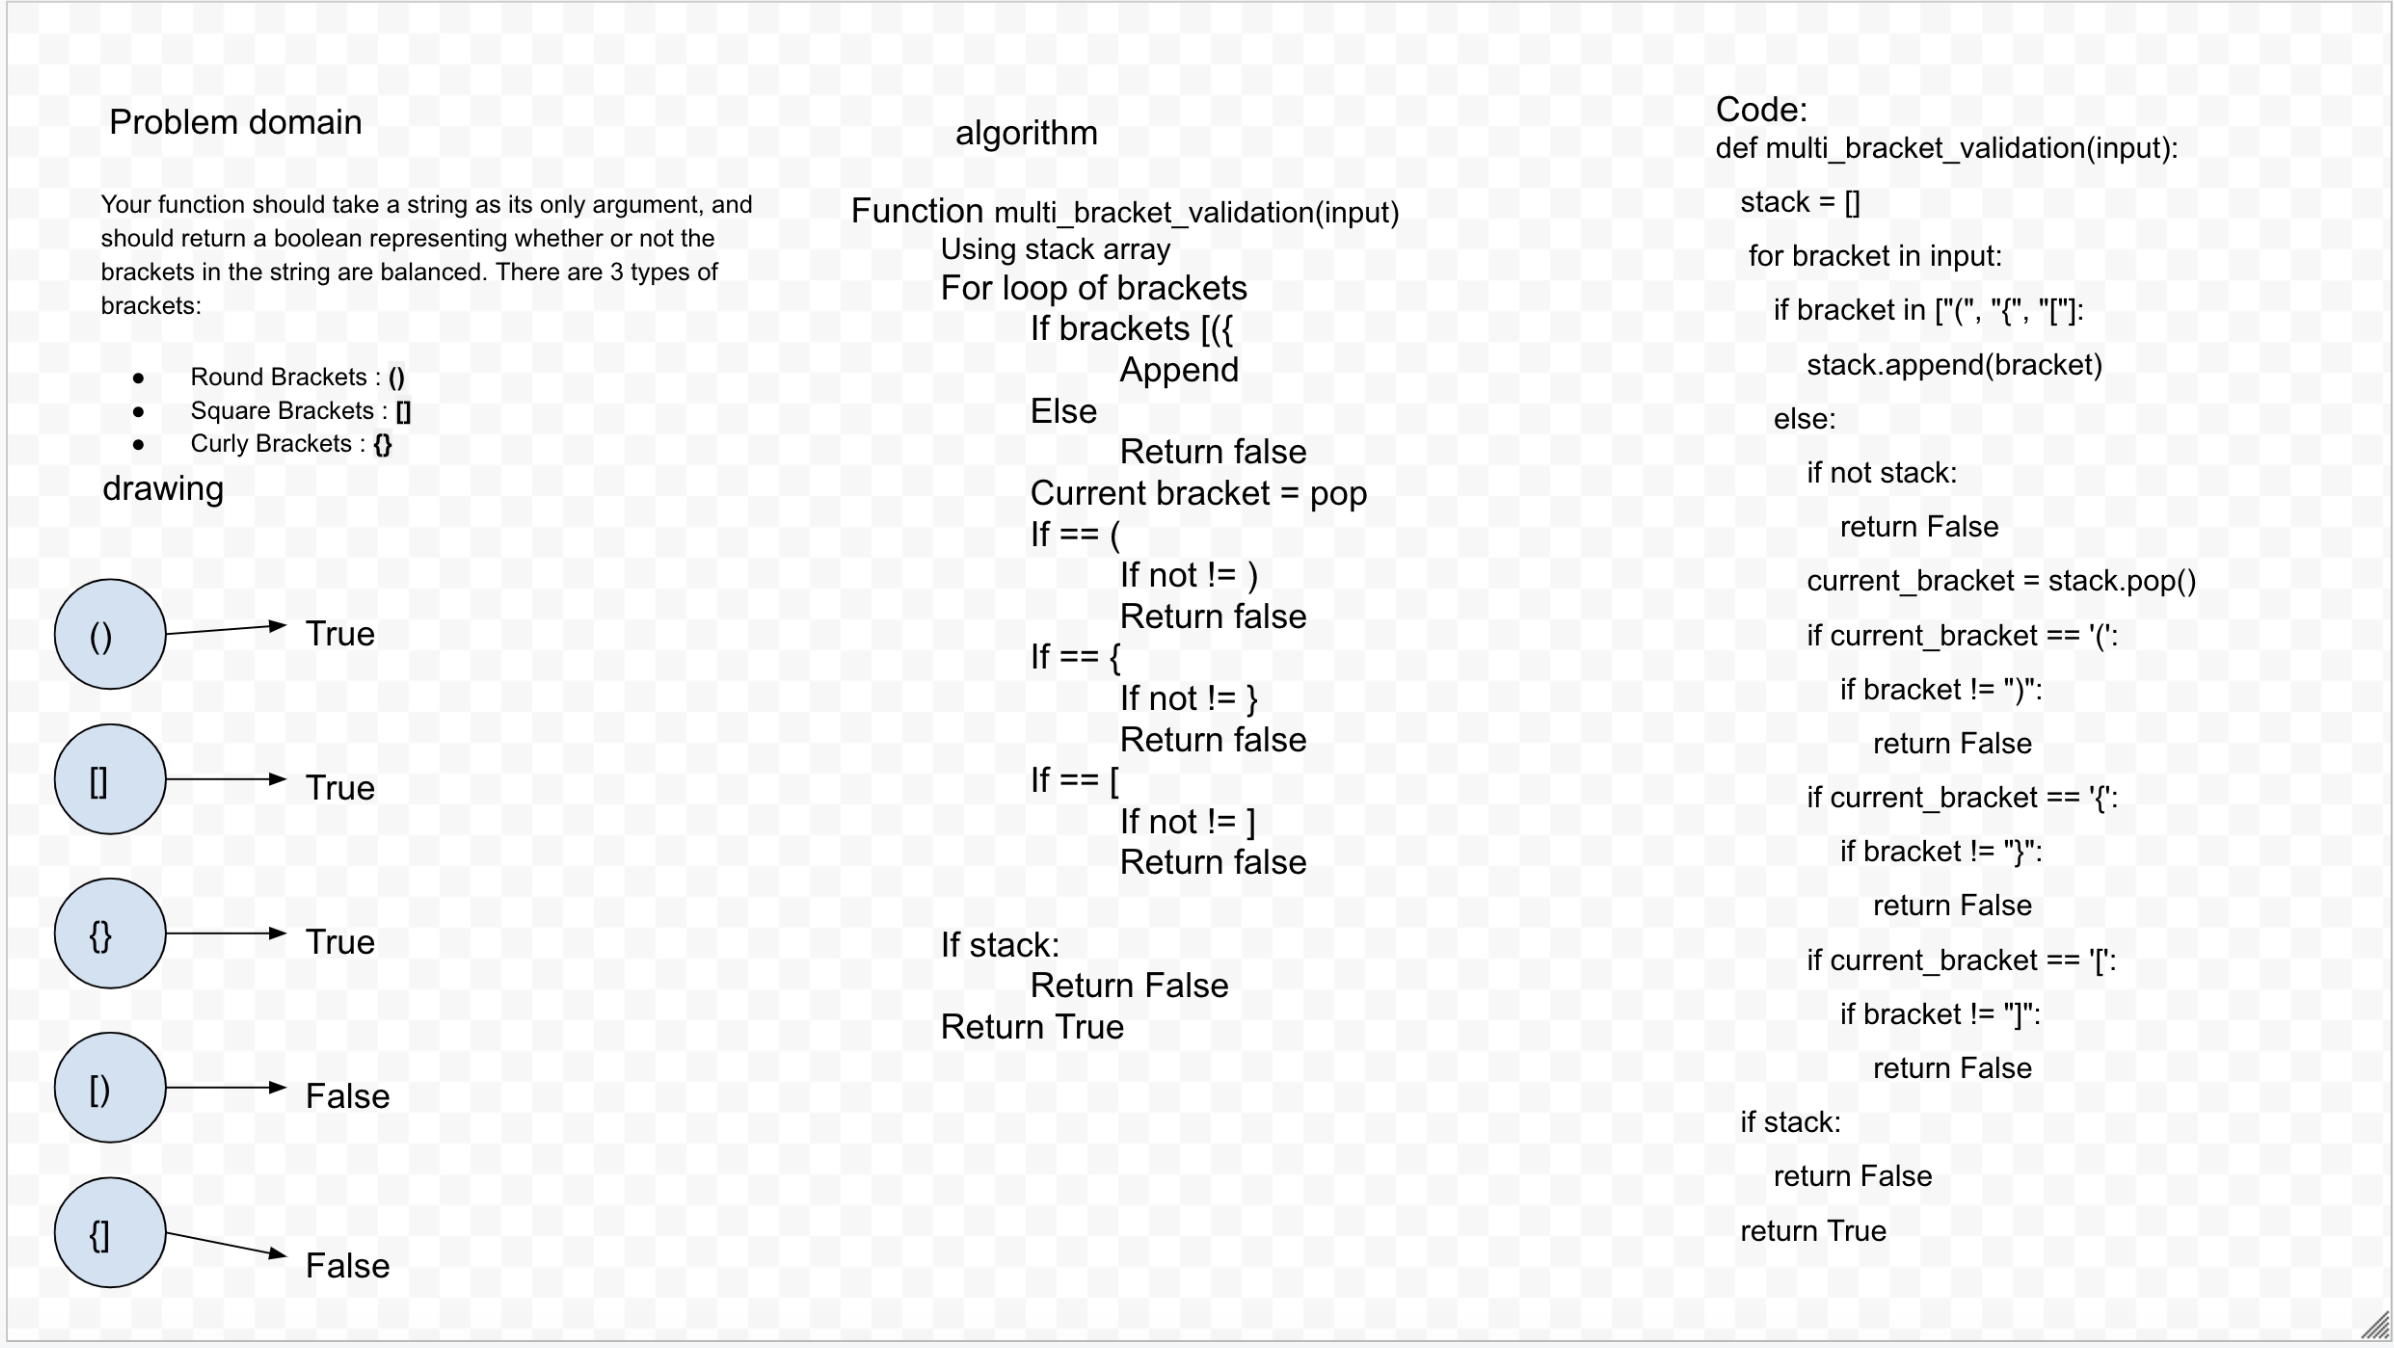 Problem domain
Your function should take a string as its only argument, and
should return a boolean representing whether or not the
brackets in the string are balanced. There are 3 types of
brackets:
● Round Brackets : ()
● Square Brackets : []
● Curly Brackets : {}
drawing
() True
[] True
{} True
[) False
{] False
algorithm
Function multi_bracket_validation(input)
Using stack array
For loop of brackets
If brackets [({
Append
Else
Return false
Current bracket = pop
If == (
If not != )
Return false
If == {
If not != }
Return false
If == [
If not != ]
Return false
If stack:
Return False
Return True
Code:
def multi_bracket_validation(input):
stack = []
for bracket in input:
if bracket in ["(", "{", "["]:
stack.append(bracket)
else:
if not stack:
return False
current_bracket = stack.pop()
if current_bracket == '(':
if bracket != ")":
return False
if current_bracket == '{':
if bracket != "}":
return False
if current_bracket == '[':
if bracket != "]":
return False
if stack:
return False
return True